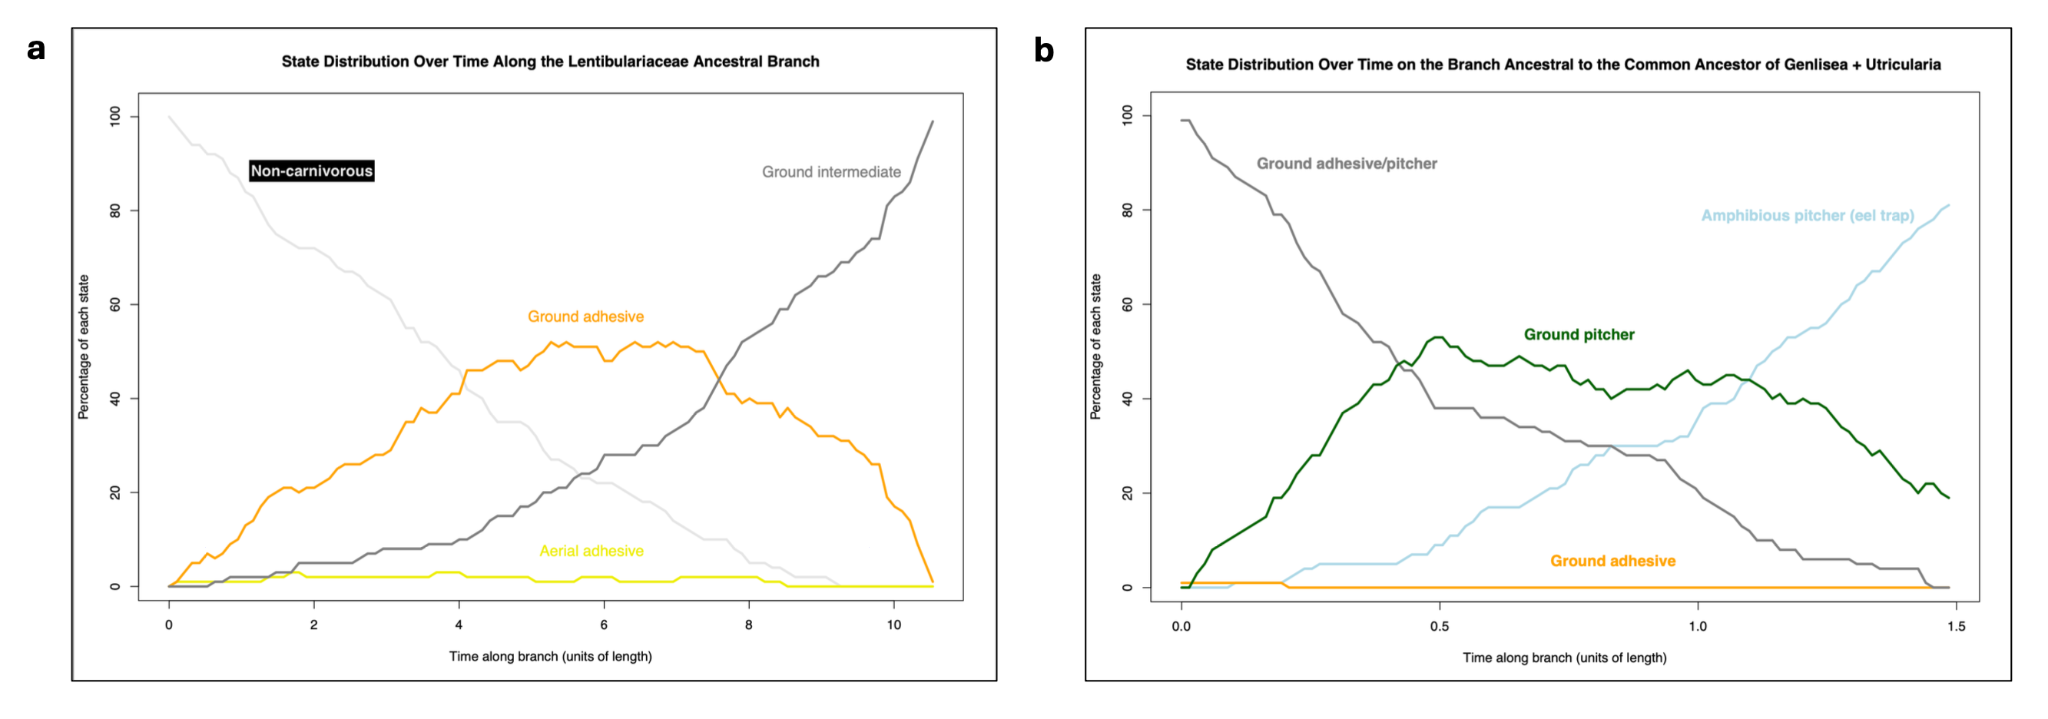 a
State Distribution Over Time Along the Lentibulariaceae Ancestral Branch
Percentage of each state
100
80
60
40
20
0
Non-carnivorous
Ground intermediate
Ground adhesive
Aerial adhesive
0 2 4 6 8 10
Time along branch (units of length)
b
State Distribution Over Time on the Branch Ancestral to the Common Ancestor of Genlisea + Utricularia
Percentage of each state
100
80
60
40
20
0
Ground adhesive/pitcher
Amphibious pitcher (eel trap)
Ground pitcher
Ground adhesive
0.0 0.5 1.0 1.5
Time along branch (units of length)